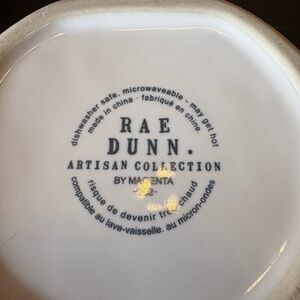 dishwasher safe. microwaveable - may get hot
made in china · fabriqué en chine
RAE
DUNN.
ARTISAN COLLECTION
BY MAGENTA
risque de devenir très chaud
compatible au lave-vaisselle. au micron-ondes